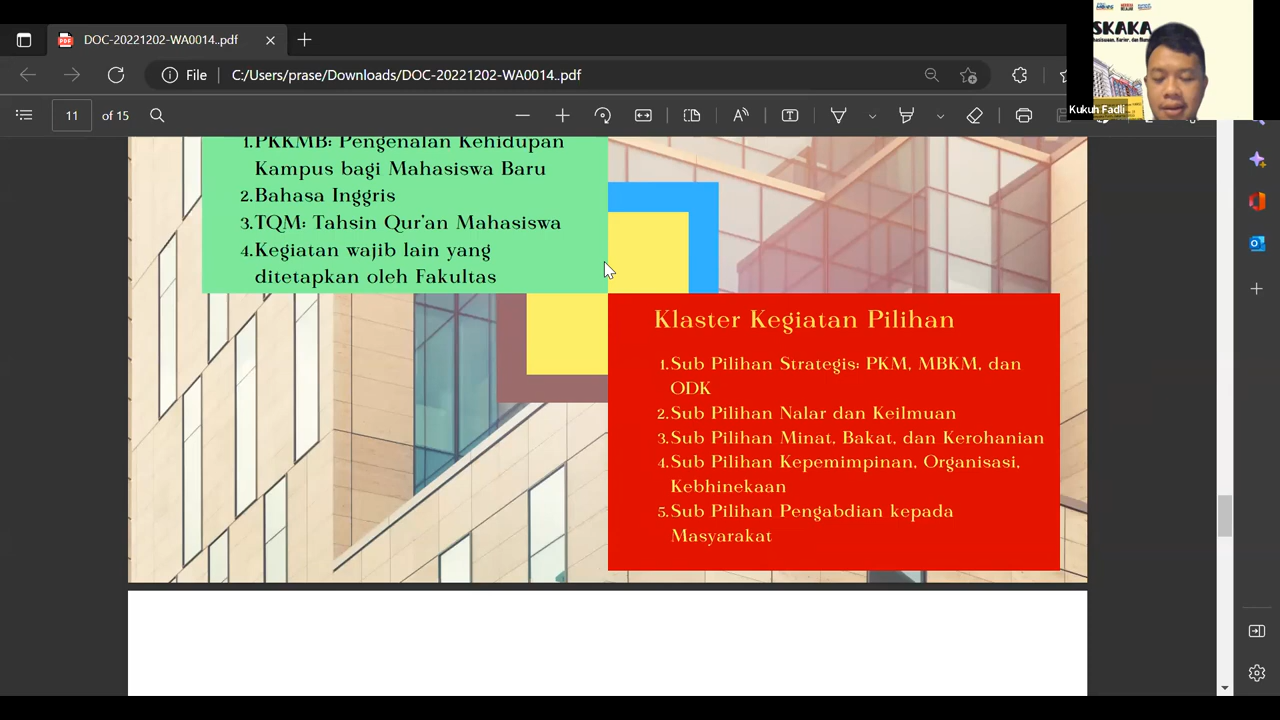 DOC-20221202-WA0014.pdf
File
C:/Users/prase/Downloads/DOC-20221202-WA0014..pdf
11
of 15
SKAKA
Kukuh Fadli
1.PKKMB: Pengenalan Kehidupan
Kampus bagi Mahasiswa Baru
2.Bahasa Inggris
3.TQM: Tahsin Qur'an Mahasiswa
4.Kegiatan wajib lain yang
ditetapkan oleh Fakultas
Klaster Kegiatan Pilihan
1.Sub Pilihan Strategis: PKM, MBKM, dan
ODK
2.Sub Pilihan Nalar dan Keilmuan
3.Sub Pilihan Minat, Bakat, dan Kerohanian
4.Sub Pilihan Kepemimpinan, Organisasi,
Kebhinekaan
5.Sub Pilihan Pengabdian kepada
Masyarakat